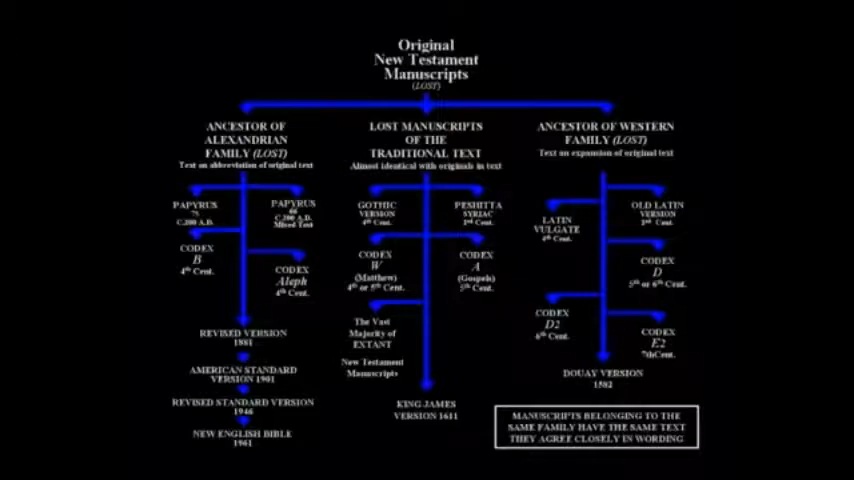 Original
New Testament
Manuscripts
(LOST)
ANCESTOR OF
ALEXANDRIAN
FAMILY (LOST)
Text an abbreviation of original text
PAPYRUS
75
C.200 A.D.
PAPYRUS
66
C.200 A.D.
Mixed Text
CODEX
B
4th Cent.
CODEX
Aleph
4th Cent.
REVISED VERSION
1881
AMERICAN STANDARD
VERSION 1901
REVISED STANDARD VERSION
1946
NEW ENGLISH BIBLE
1961
LOST MANUSCRIPTS
OF THE
TRADITIONAL TEXT
Almost identical with originals in text
GOTHIC
VERSION
4th Cent.
PESHITTA
SYRIAC
2nd Cent.
CODEX
W
(Matthew)
4th or 5th Cent.
CODEX
A
(Gospels)
5th Cent.
The Vast
Majority of
EXTANT
New Testament
Manuscripts
KING JAMES
VERSION 1611
ANCESTOR OF WESTERN
FAMILY (LOST)
Text an expansion of original text
LATIN
VULGATE
4th Cent.
OLD LATIN
VERSION
2nd Cent.
CODEX
D
5th or 6th Cent.
CODEX
D2
6th Cent.
CODEX
E2
7thCent.
DOUAY VERSION
1582
MANUSCRIPTS BELONGING TO THE
SAME FAMILY HAVE THE SAME TEXT
THEY AGREE CLOSELY IN WORDING